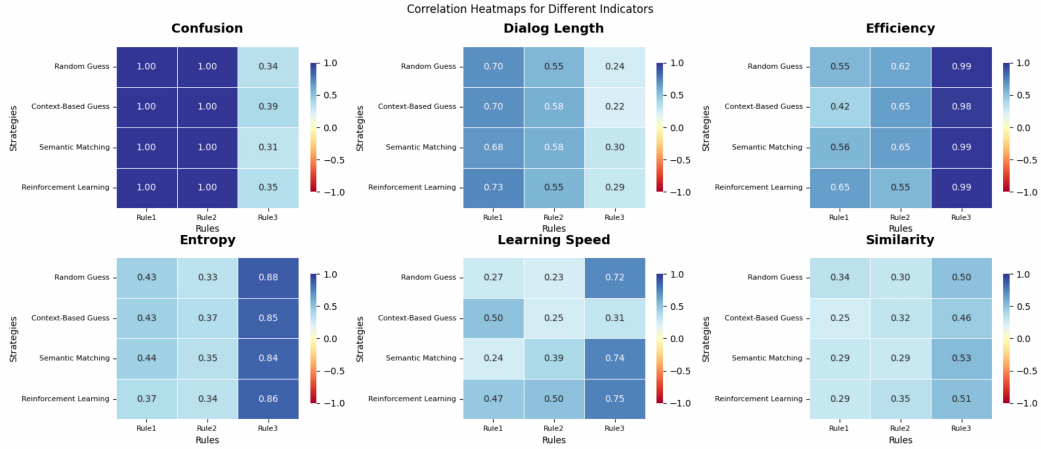 Correlation Heatmaps for Different Indicators
Confusion
Strategies
Random Guess 1.00 1.00 0.34
Context-Based Guess 1.00 1.00 0.39
Semantic Matching 1.00 1.00 0.31
Reinforcement Learning 1.00 1.00 0.35
Rule1 Rule2 Rule3
Rules
1.0
0.5
0.0
−0.5
−1.0
Dialog Length
Strategies
0.70 0.55 0.24
0.70 0.58 0.22
0.68 0.58 0.30
0.73 0.55 0.29
Random Guess
Context-Based Guess
Semantic Matching
Reinforcement Learning
Rule1 Rule2 Rule3
Rules
1.0
0.5
0.0
−0.5
−1.0
Efficiency
Strategies
Random Guess 0.55 0.62 0.99
Context-Based Guess 0.42 0.65 0.98
Semantic Matching 0.56 0.65 0.99
Reinforcement Learning 0.65 0.55 0.99
Rule1 Rule2 Rule3
Rules
1.0
0.5
0.0
−0.5
−1.0
Entropy
Strategies
Random Guess 0.43 0.33 0.88
Context-Based Guess 0.43 0.37 0.85
Semantic Matching 0.44 0.35 0.84
Reinforcement Learning 0.37 0.34 0.86
Rule1 Rule2 Rule3
Rules
1.0
0.5
0.0
−0.5
−1.0
Learning Speed
Strategies
Random Guess 0.27 0.23 0.72
Context-Based Guess 0.50 0.25 0.31
Semantic Matching 0.24 0.39 0.74
Reinforcement Learning 0.47 0.50 0.75
Rule1 Rule2 Rule3
Rules
1.0
0.5
0.0
−0.5
−1.0
Similarity
Strategies
Random Guess 0.34 0.30 0.50
Context-Based Guess 0.25 0.32 0.46
Semantic Matching 0.29 0.29 0.53
Reinforcement Learning 0.29 0.35 0.51
Rule1 Rule2 Rule3
Rules
1.0
0.5
0.0
−0.5
−1.0